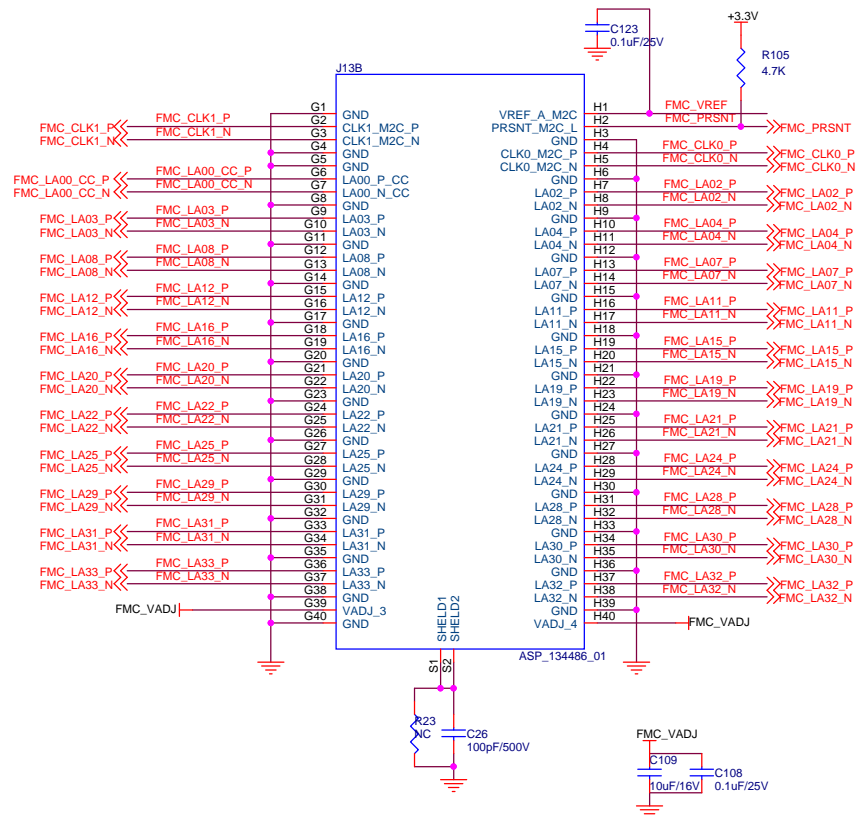 C123
0.1uF/25V
+3.3V
R105
4.7K
J13B
G1 GND VREF_A_M2C H1 FMC_VREF
FMC_CLK1_P FMC_CLK1_P G2 CLK1_M2C_P PRSNT_M2C_L H2 FMC_PRSNT FMC_PRSNT
FMC_CLK1_N FMC_CLK1_N G3 CLK1_M2C_N GND H3
G4 GND CLK0_M2C_P H4 FMC_CLK0_P FMC_CLK0_P
G5 GND CLK0_M2C_N H5 FMC_CLK0_N FMC_CLK0_N
FMC_LA00_CC_P FMC_LA00_CC_P G6 LA00_P_CC GND H6
FMC_LA00_CC_N FMC_LA00_CC_N G7 LA00_N_CC LA02_P H7 FMC_LA02_P FMC_LA02_P
G8 GND LA02_N H8 FMC_LA02_N FMC_LA02_N
FMC_LA03_P FMC_LA03_P G9 LA03_P GND H9
FMC_LA03_N FMC_LA03_N G10 LA03_N LA04_P H10 FMC_LA04_P FMC_LA04_P
G11 GND LA04_N H11 FMC_LA04_N FMC_LA04_N
FMC_LA08_P FMC_LA08_P G12 LA08_P GND H12
FMC_LA08_N FMC_LA08_N G13 LA08_N LA07_P H13 FMC_LA07_P FMC_LA07_P
G14 GND LA07_N H14 FMC_LA07_N FMC_LA07_N
FMC_LA12_P FMC_LA12_P G15 LA12_P GND H15
FMC_LA12_N FMC_LA12_N G16 LA12_N LA11_P H16 FMC_LA11_P FMC_LA11_P
G17 GND LA11_N H17 FMC_LA11_N FMC_LA11_N
FMC_LA16_P FMC_LA16_P G18 LA16_P GND H18
FMC_LA16_N FMC_LA16_N G19 LA16_N LA15_P H19 FMC_LA15_P FMC_LA15_P
G20 GND LA15_N H20 FMC_LA15_N FMC_LA15_N
FMC_LA20_P FMC_LA20_P G21 LA20_P GND H21
FMC_LA20_N FMC_LA20_N G22 LA20_N LA19_P H22 FMC_LA19_P FMC_LA19_P
G23 GND LA19_N H23 FMC_LA19_N FMC_LA19_N
FMC_LA22_P FMC_LA22_P G24 LA22_P GND H24
FMC_LA22_N FMC_LA22_N G25 LA22_N LA21_P H25 FMC_LA21_P FMC_LA21_P
G26 GND LA21_N H26 FMC_LA21_N FMC_LA21_N
FMC_LA25_P FMC_LA25_P G27 LA25_P GND H27
FMC_LA25_N FMC_LA25_N G28 LA25_N LA24_P H28 FMC_LA24_P FMC_LA24_P
G29 GND LA24_N H29 FMC_LA24_N FMC_LA24_N
FMC_LA29_P FMC_LA29_P G30 LA29_P GND H30
FMC_LA29_N FMC_LA29_N G31 LA29_N LA28_P H31 FMC_LA28_P FMC_LA28_P
G32 GND LA28_N H32 FMC_LA28_N FMC_LA28_N
FMC_LA31_P FMC_LA31_P G33 LA31_P GND H33
FMC_LA31_N FMC_LA31_N G34 LA31_N LA30_P H34 FMC_LA30_P FMC_LA30_P
G35 GND LA30_N H35 FMC_LA30_N FMC_LA30_N
FMC_LA33_P FMC_LA33_P G36 LA33_P GND H36
FMC_LA33_N FMC_LA33_N G37 LA33_N LA32_P H37 FMC_LA32_P FMC_LA32_P
G38 GND LA32_N H38 FMC_LA32_N FMC_LA32_N
FMC_VADJ G39 VADJ_3 GND H39
G40 GND VADJ_4 H40 FMC_VADJ
SHELD1
SHELD2
S1
S2
ASP_134486_01
R23
NC
C26
100pF/500V
FMC_VADJ
C109
10uF/16V
C108
0.1uF/25V